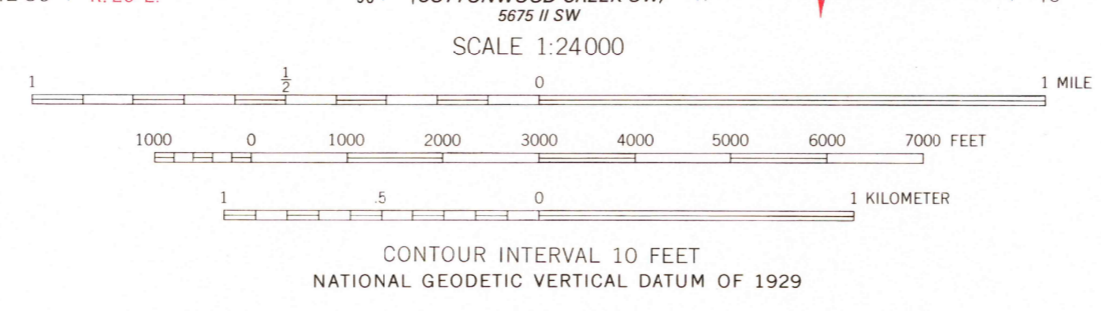 5675 II SW
SCALE 1:24000
1 ½ 0 1 MILE
1000 0 1000 2000 3000 4000 5000 6000 7000 FEET
1 .5 0 1 KILOMETER
CONTOUR INTERVAL 10 FEET
NATIONAL GEODETIC VERTICAL DATUM OF 1929